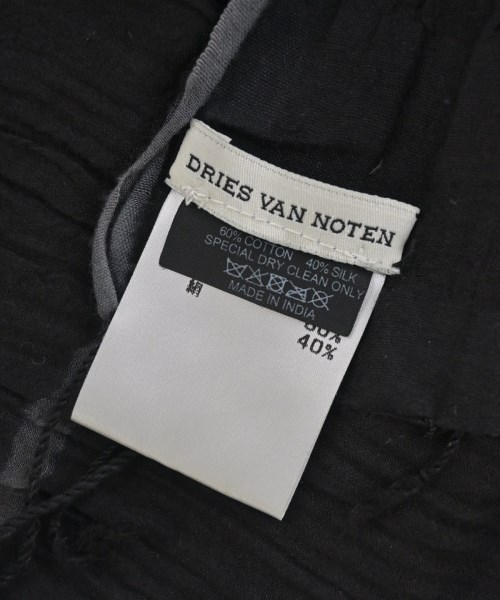 DRIES VAN NOTEN
60% COTTON 40% SILK
SPECIAL DRY CLEAN ONLY
MADE IN INDIA
絹
40%